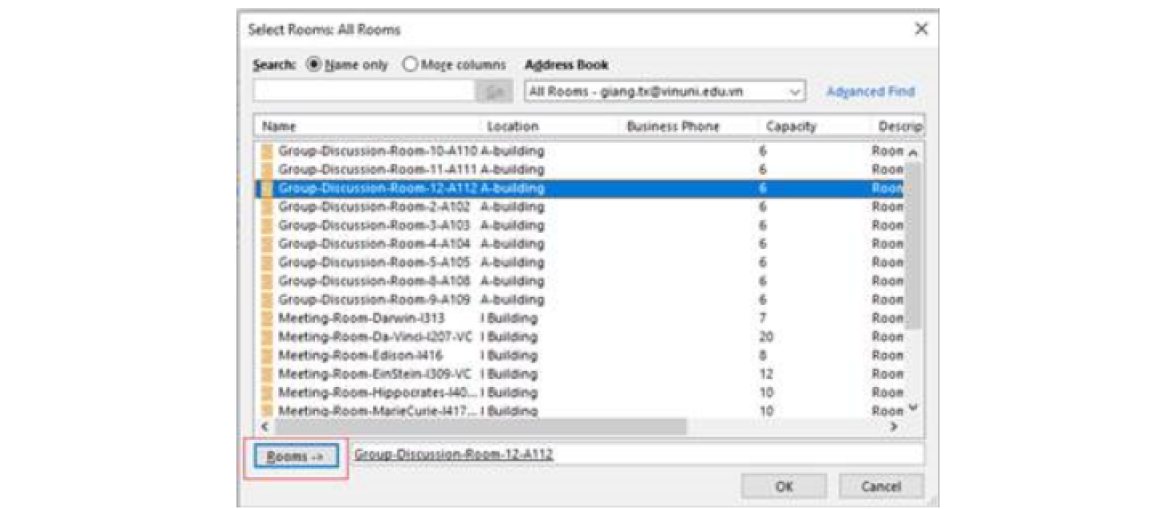 Select Rooms: All Rooms
Search: Name only More columns Address Book
Go All Rooms - giang.tx@vinuni.edu.vn Advanced Find
Name Location Business Phone Capacity Descrip
Group-Discussion-Room-10-A110 A-building 6 Room
Group-Discussion-Room-11-A111 A-building 6 Room
Group-Discussion-Room-12-A112 A-building 6 Room
Group-Discussion-Room-2-A102 A-building 6 Room
Group-Discussion-Room-3-A103 A-building 6 Room
Group-Discussion-Room-4-A104 A-building 6 Room
Group-Discussion-Room-5-A105 A-building 6 Room
Group-Discussion-Room-8-A108 A-building 6 Room
Group-Discussion-Room-9-A109 A-building 6 Room
Meeting-Room-Darwin-I313 I Building 7 Room
Meeting-Room-Da-Vinci-I207-VC I Building 20 Room
Meeting-Room-Edison-I416 I Building 8 Room
Meeting-Room-EinStein-I309-VC I Building 12 Room
Meeting-Room-Hippocrates-I40... I Building 10 Room
Meeting-Room-MarieCurie-I417... I Building 10 Room
Rooms -> Group-Discussion-Room-12-A112
OK Cancel